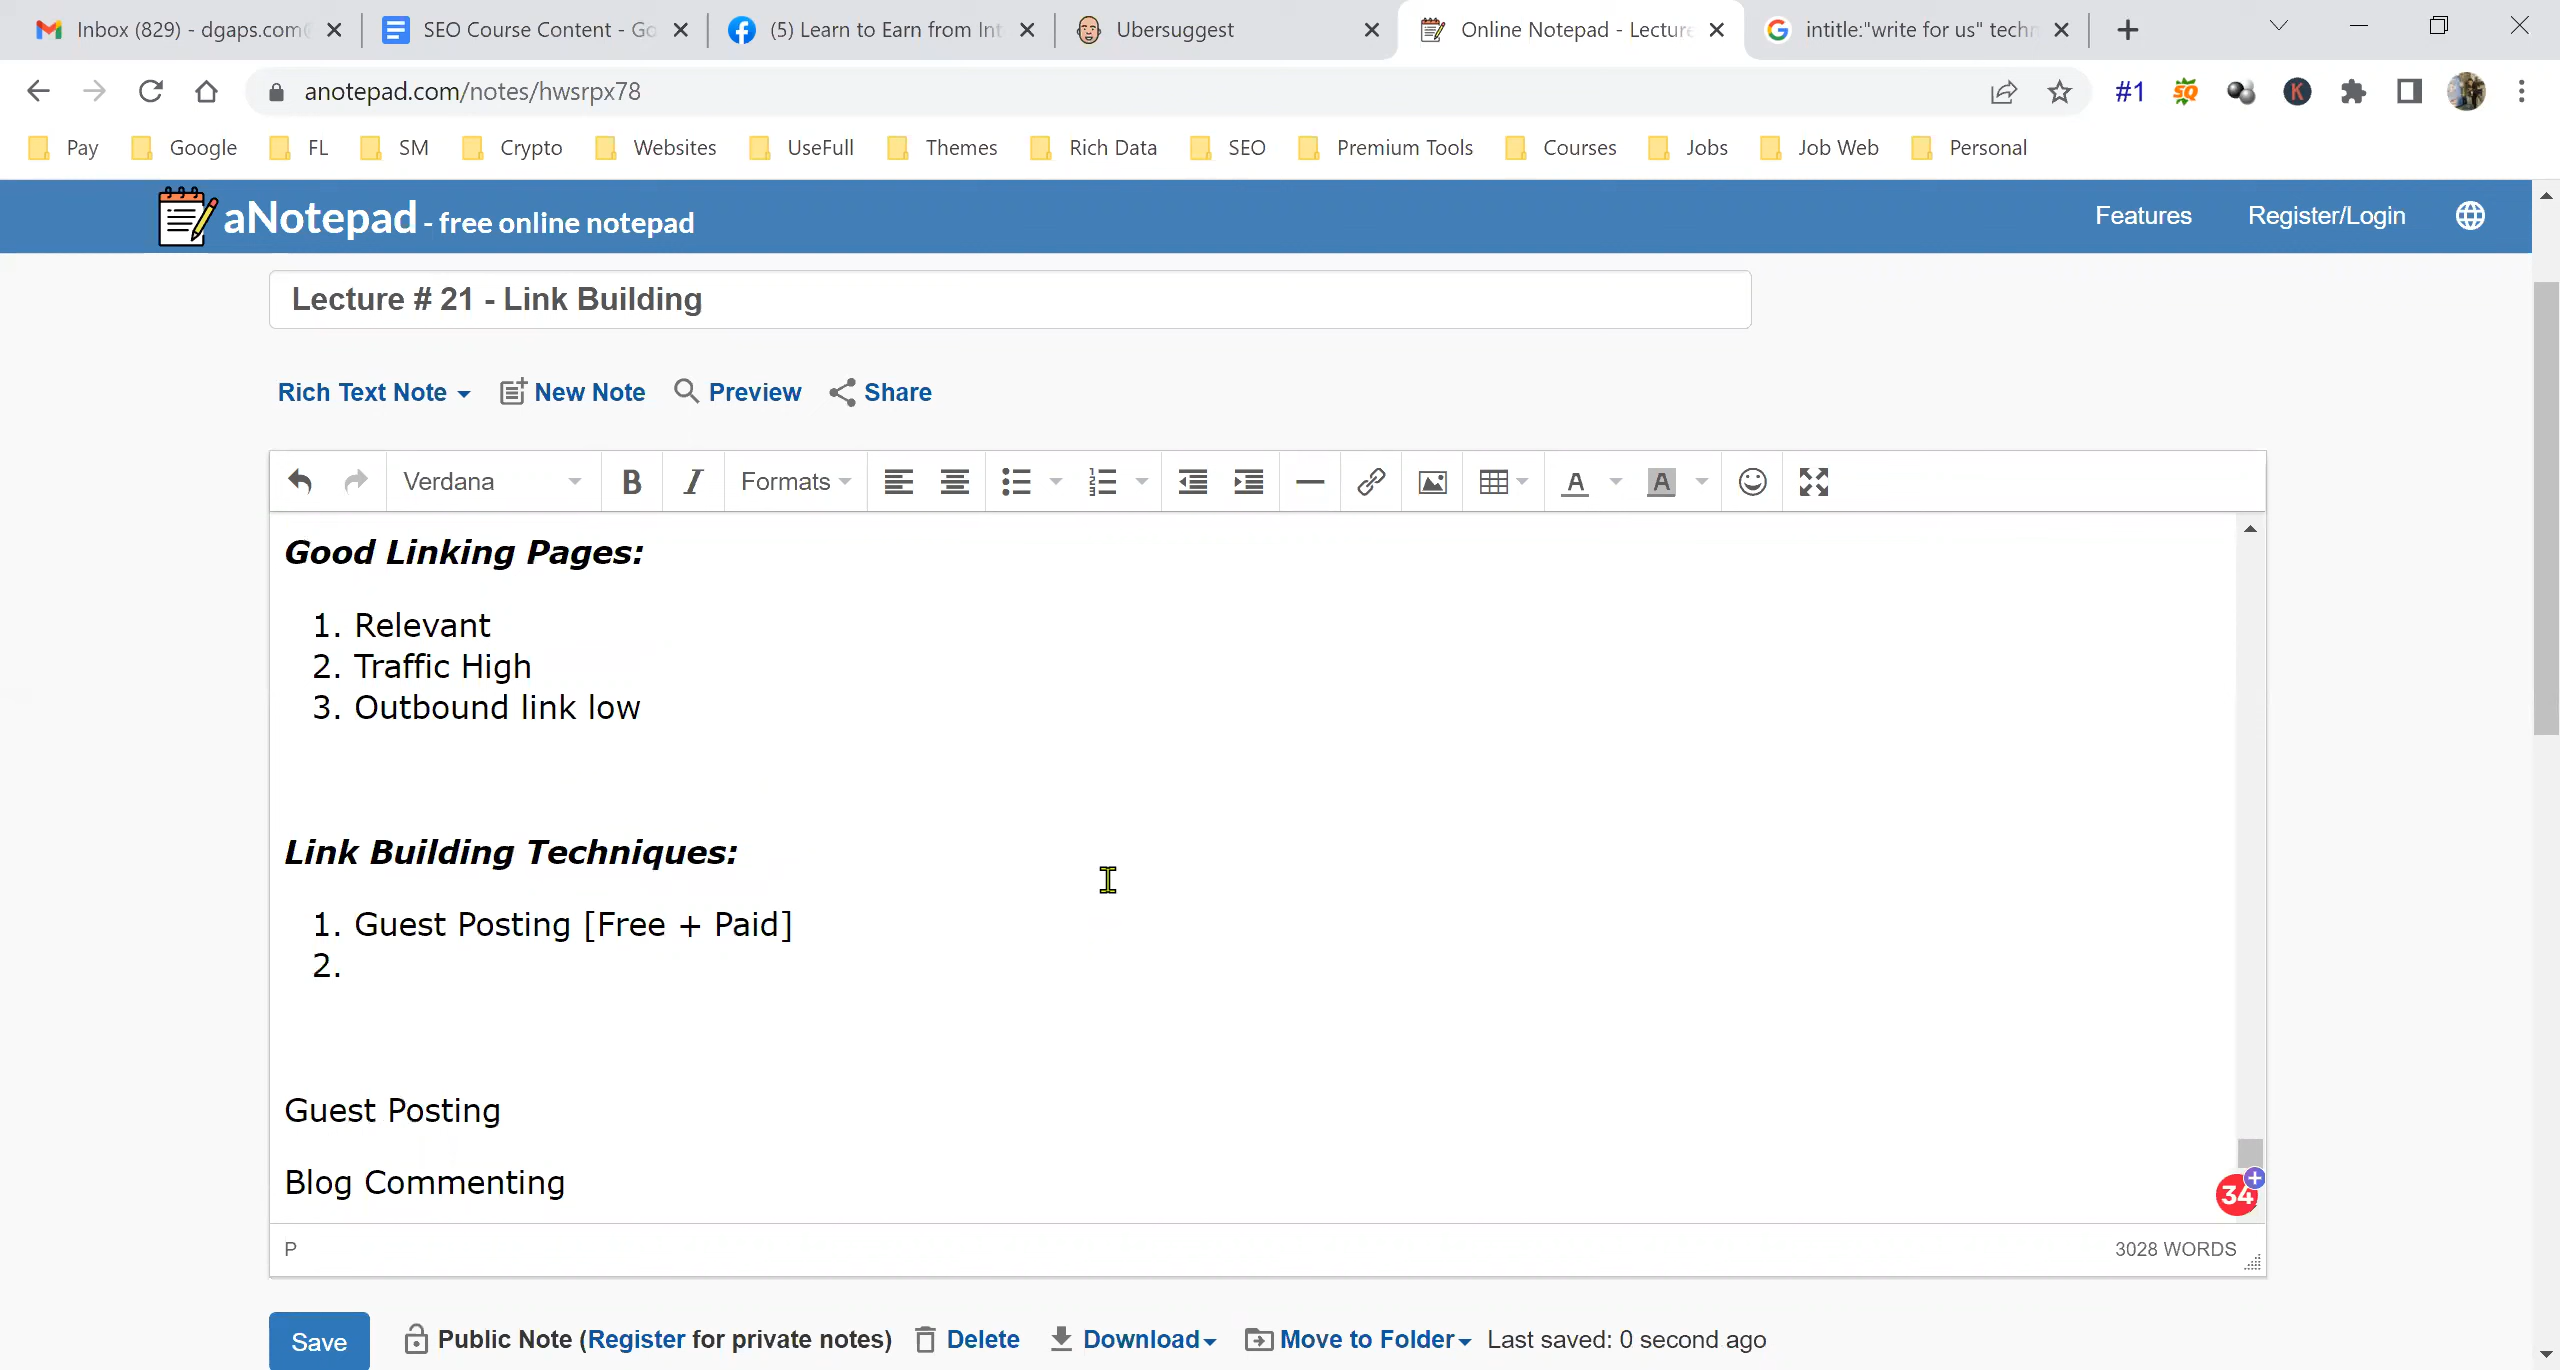 Inbox (829) - dgaps.com
SEO Course Content - Go
(5) Learn to Earn from Int
Ubersuggest
Online Notepad - Lecture
intitle:"write for us" techn
anotepad.com/notes/hwsrpx78
#1
SQ
K
Pay
Google
FL
SM
Crypto
Websites
UseFull
Themes
Rich Data
SEO
Premium Tools
Courses
Jobs
Job Web
Personal
aNotepad - free online notepad
Features
Register/Login
Lecture # 21 - Link Building
Rich Text Note
New Note
Preview
Share
Verdana
B
I
Formats
A
A
Good Linking Pages:
1. Relevant
2. Traffic High
3. Outbound link low
Link Building Techniques:
1. Guest Posting [Free + Paid]
2.
Guest Posting
Blog Commenting
34
P
3028 WORDS
Save
Public Note (Register for private notes)
Delete
Download
Move to Folder
Last saved: 0 second ago